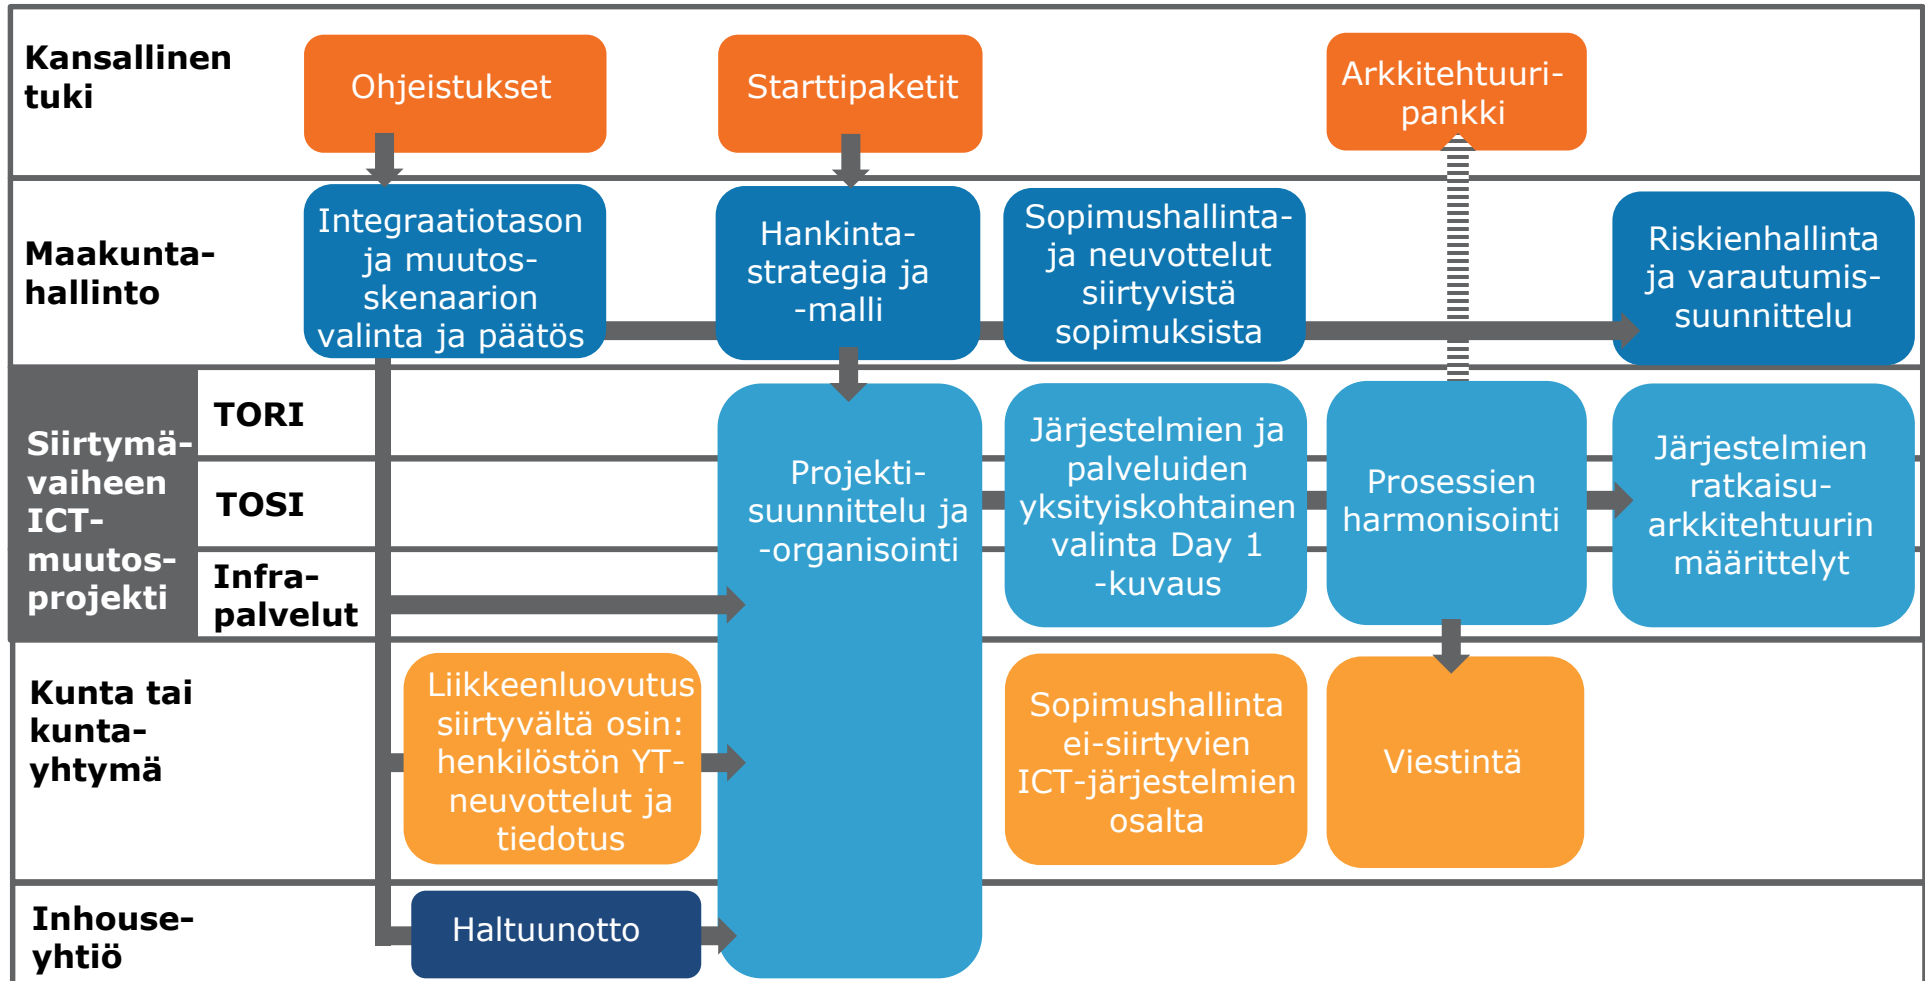 Kansallinen
tuki
Ohjeistukset
Starttipaketit
Arkkitehtuuri-
pankki
Maakunta-
hallinto
Integraatiotason
ja muutos-
skenaarion
valinta ja päätös
Hankinta-
strategia ja
-malli
Sopimushallinta-
ja neuvottelut
siirtyvistä
sopimuksista
Riskienhallinta
ja varautumis-
suunnittelu
Siirtymä-
vaiheen
ICT-
muutos-
projekti
TORI
TOSI
Infra-
palvelut
Projekti-
suunnittelu ja
-organisointi
Järjestelmien ja
palveluiden
yksityiskohtainen
valinta Day 1
-kuvaus
Prosessien
harmonisointi
Järjestelmien
ratkaisu-
arkkitehtuurin
määrittelyt
Kunta tai
kunta-
yhtymä
Liikkeenluovutus
siirtyvältä osin:
henkilöstön YT-
neuvottelut ja
tiedotus
Sopimushallinta
ei-siirtyvien
ICT-järjestelmien
osalta
Viestintä
Inhouse-
yhtiö
Haltuunotto